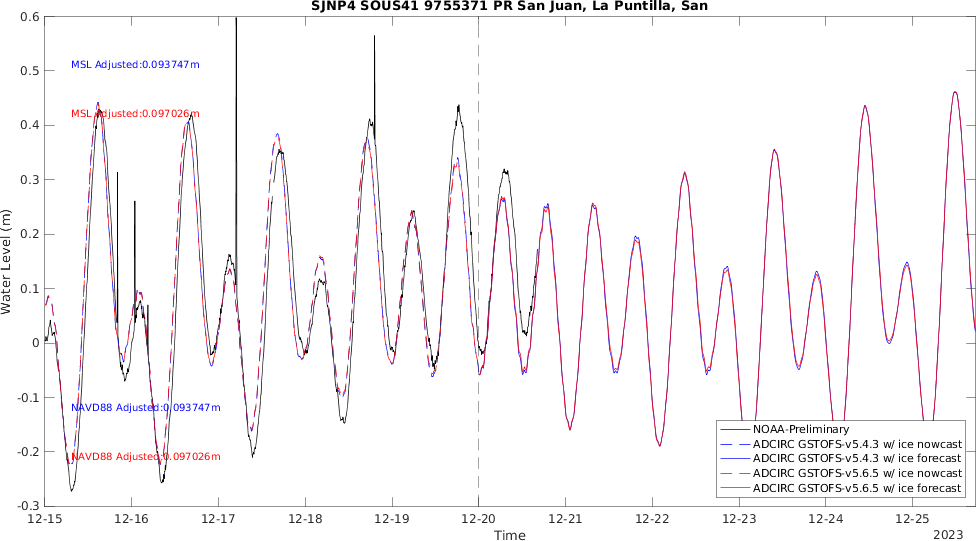 SJNP4 SOUS41 9755371 PR San Juan, La Puntilla, San
0.6
0.5
0.4
0.3
0.2
0.1
0
-0.1
-0.2
-0.3
Water Level (m)
MSL Adjusted:0.093747m
MSL Adjusted:0.097026m
NAVD88 Adjusted:0.093747m
NAVD88 Adjusted:0.097026m
NOAA-Preliminary
ADCIRC GSTOFS-v5.4.3 w/ ice nowcast
ADCIRC GSTOFS-v5.4.3 w/ ice forecast
ADCIRC GSTOFS-v5.6.5 w/ ice nowcast
ADCIRC GSTOFS-v5.6.5 w/ ice forecast
12-15 12-16 12-17 12-18 12-19 12-20 12-21 12-22 12-23 12-24 12-25
Time
2023